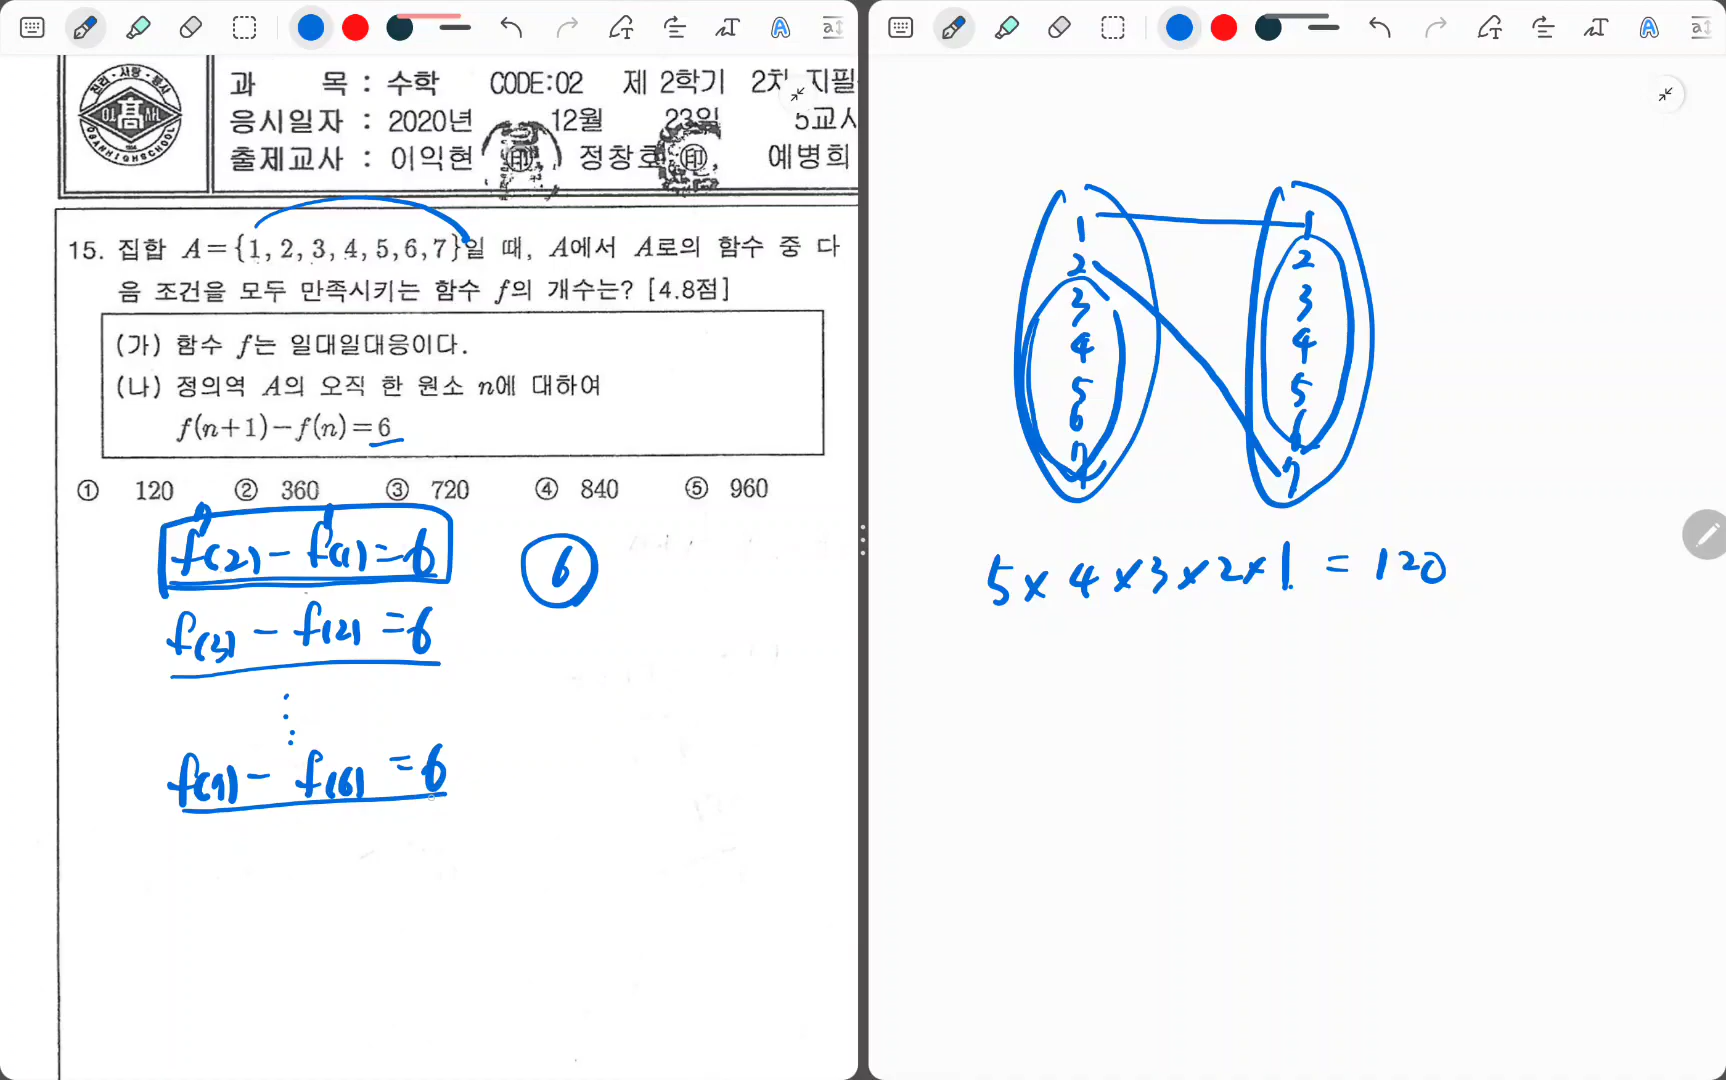 과 목 : 수학 CODE:02 제 2학기 2차 지필
응시일자 : 2020년 12월 23일 5교시
출제교사 : 이익현 印, 정창호 印, 예병희
15. 집합 A={1, 2, 3, 4, 5, 6, 7}일 때, A에서 A로의 함수 중 다
음 조건을 모두 만족시키는 함수 f의 개수는? [4.8점]
(가) 함수 f는 일대일대응이다.
(나) 정의역 A의 오직 한 원소 n에 대하여
f(n+1)-f(n)=6
① 120 ② 360 ③ 720 ④ 840 ⑤ 960
7 1
f(2) - f(1) = 6
6
f(3) - f(2) = 6
⋮
f(7) - f(6) = 6
1 1
2 2
3 3
4 4
5 5
6 6
7 7
5 × 4 × 3 × 2 × 1 = 120